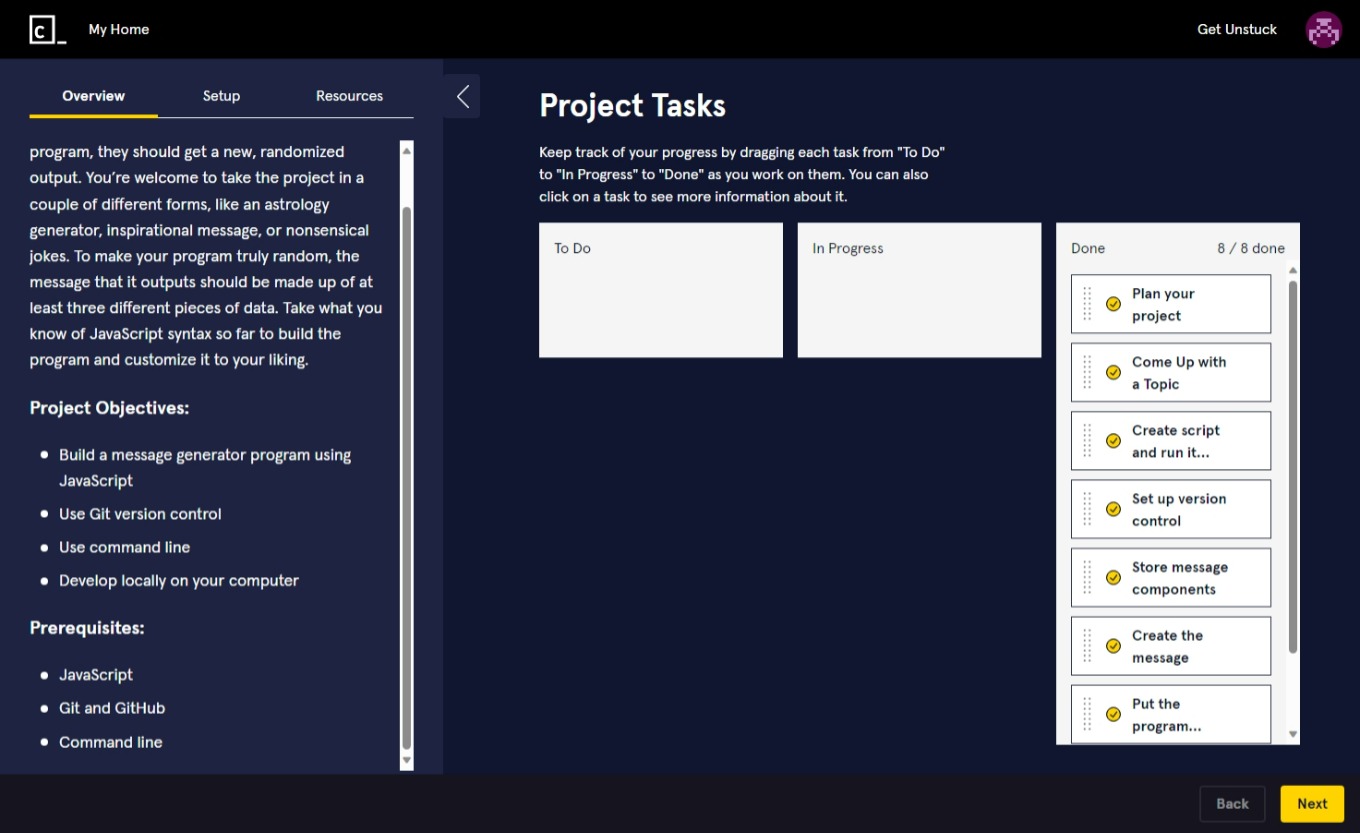 C_
My Home
Get Unstuck
Overview
Setup
Resources
program, they should get a new, randomized
output. You’re welcome to take the project in a
couple of different forms, like an astrology
generator, inspirational message, or nonsensical
jokes. To make your program truly random, the
message that it outputs should be made up of at
least three different pieces of data. Take what you
know of JavaScript syntax so far to build the
program and customize it to your liking.
Project Objectives:
Build a message generator program using
JavaScript
Use Git version control
Use command line
Develop locally on your computer
Prerequisites:
JavaScript
Git and GitHub
Command line
Project Tasks
Keep track of your progress by dragging each task from "To Do"
to "In Progress" to "Done" as you work on them. You can also
click on a task to see more information about it.
To Do
In Progress
Done
8 / 8 done
Plan your
project
Come Up with
a Topic
Create script
and run it...
Set up version
control
Store message
components
Create the
message
Put the
program...
Back
Next